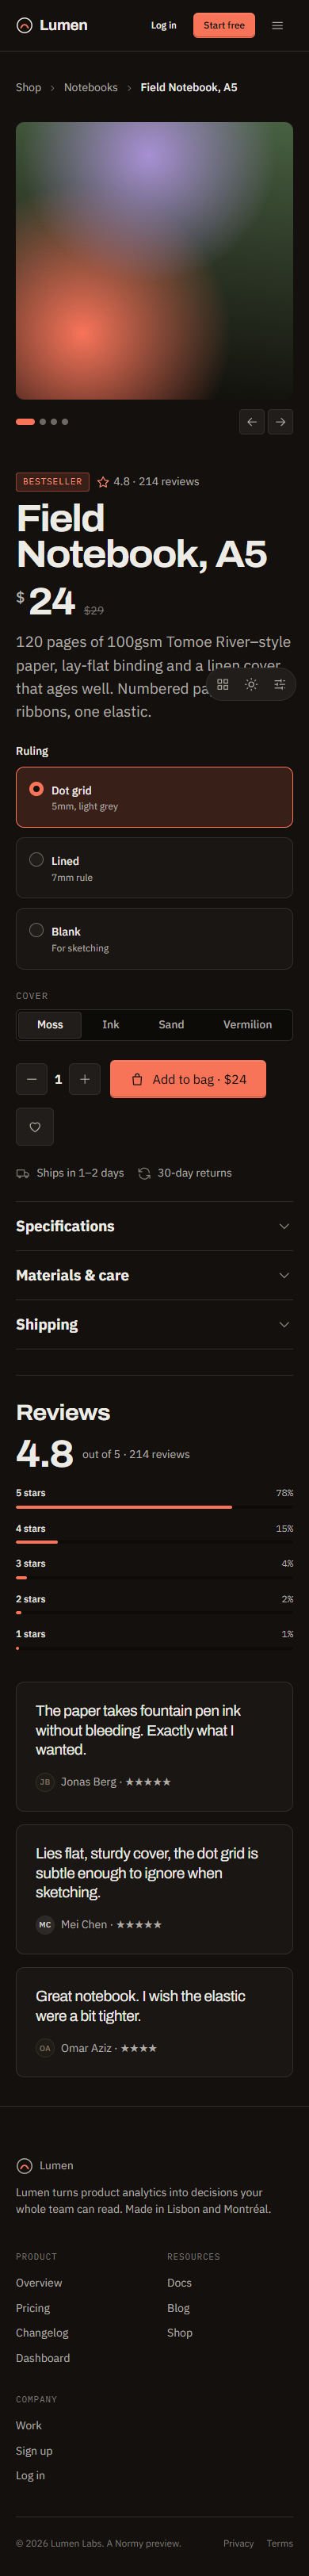 Lumen
Log in
Start free
Shop › Notebooks › Field Notebook, A5
BESTSELLER
4.8 · 214 reviews
Field
Notebook, A5
$24 $29
120 pages of 100gsm Tomoe River–style
paper, lay-flat binding and a linen cover
that ages well. Numbered
ribbons, one elastic.
Ruling
Dot grid
5mm, light grey
Lined
7mm rule
Blank
For sketching
COVER
Moss Ink Sand Vermilion
1
Add to bag · $24
Ships in 1–2 days
30-day returns
Specifications
Materials & care
Shipping
Reviews
4.8 out of 5 · 214 reviews
5 stars 78%
4 stars 15%
3 stars 4%
2 stars 2%
1 stars 1%
The paper takes fountain pen ink
without bleeding. Exactly what I
wanted.
JB Jonas Berg · ★★★★★
Lies flat, sturdy cover, the dot grid is
subtle enough to ignore when
sketching.
MC Mei Chen · ★★★★★
Great notebook. I wish the elastic
were a bit tighter.
OA Omar Aziz · ★★★★
Lumen
Lumen turns product analytics into decisions your
whole team can read. Made in Lisbon and Montréal.
PRODUCT
Overview
Pricing
Changelog
Dashboard
RESOURCES
Docs
Blog
Shop
COMPANY
Work
Sign up
Log in
© 2026 Lumen Labs. A Normy preview.
Privacy
Terms